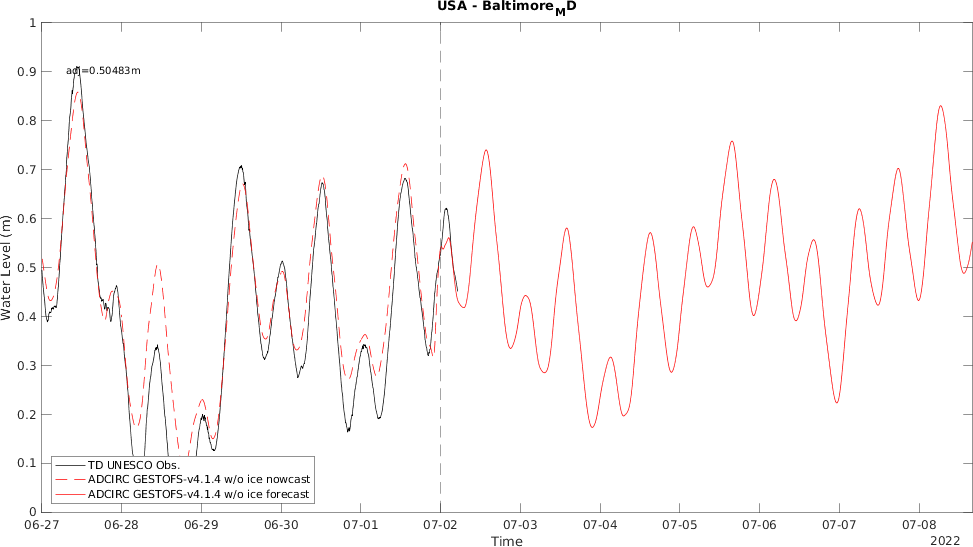 USA - Baltimore_MD
1
0.9
0.8
0.7
0.6
0.5
0.4
0.3
0.2
0.1
0
Water Level (m)
=0.50483m
TD UNESCO Obs.
ADCIRC GESTOFS-v4.1.4 w/o ice nowcast
ADCIRC GESTOFS-v4.1.4 w/o ice forecast
06-27 06-28 06-29 06-30 07-01 07-02 07-03 07-04 07-05 07-06 07-07 07-08
Time
2022